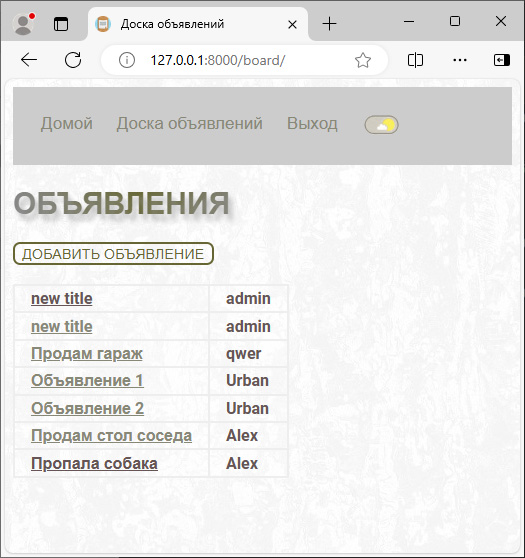 Доска объявлений
127.0.0.1:8000/board/
Домой Доска объявлений Выход
ОБЪЯВЛЕНИЯ
ДОБАВИТЬ ОБЪЯВЛЕНИЕ
new title admin
new title admin
Продам гараж qwer
Объявление 1 Urban
Объявление 2 Urban
Продам стол соседа Alex
Пропала собака Alex